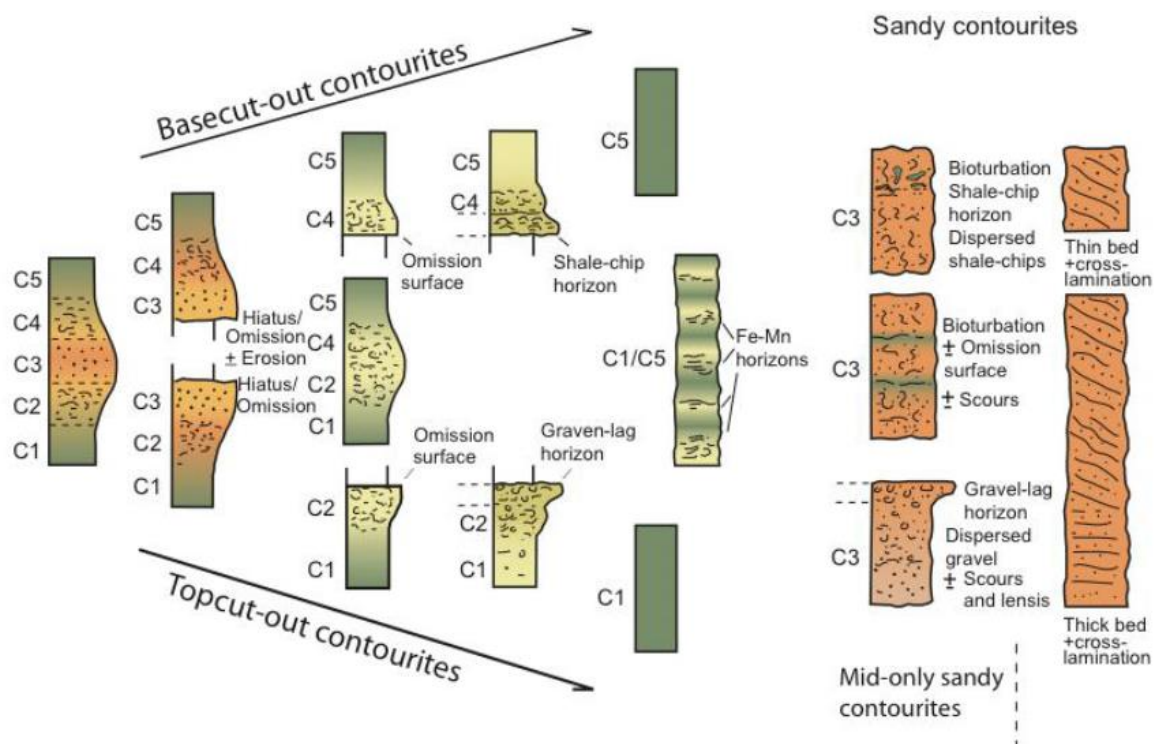 Basecut-out contourites
C5
C4
C3
C2
C1
C5
C4
C3
Hiatus/
Omission
± Erosion
Hiatus/
Omission
C3
C2
C1
C5
C4
Omission
surface
C5
C4
Shale-chip
horizon
C5
C4
C2
C1
Omission
surface
C2
C1
Graven-lag
horizon
C2
C1
C5
C1/C5
Fe-Mn
horizons
C1
Topcut-out contourites
Sandy contourites
C3
Bioturbation
Shale-chip
horizon
Dispersed
shale-chips
Thin bed
+cross-
lamination
C3
Bioturbation
± Omission
surface
± Scours
C3
Gravel-lag
horizon
Dispersed
gravel
± Scours
and lensis
Thick bed
+cross-
lamination
Mid-only sandy
contourites